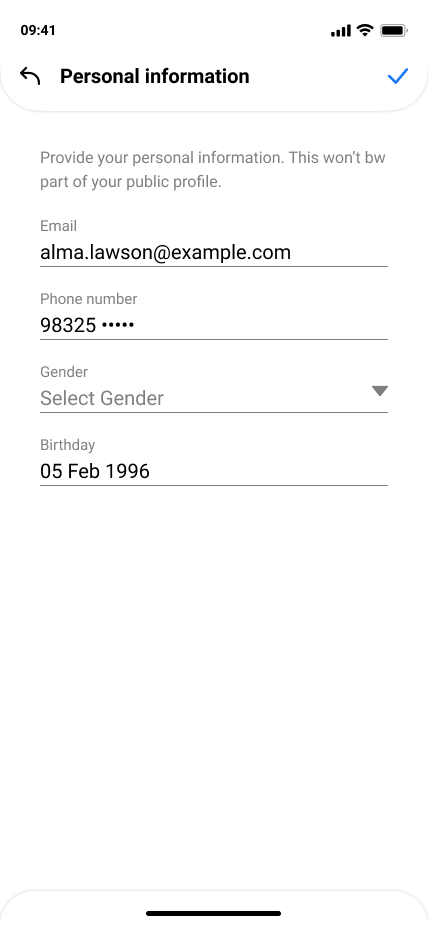 09:41
Personal information
Provide your personal information. This won’t bw
part of your public profile.
Email
alma.lawson@example.com
Phone number
98325 •••••
Gender
Select Gender
Birthday
05 Feb 1996